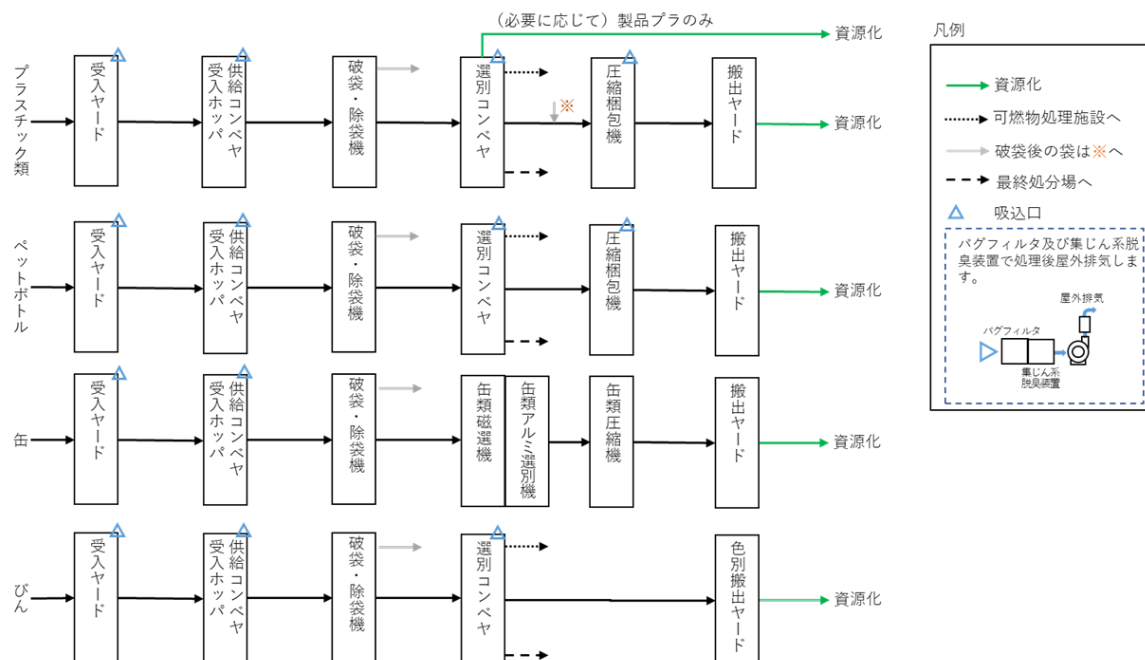 （必要に応じて）製品プラのみ
資源化
プラスチック類
受入ヤード
供給コンベヤ
受入ホッパ
破袋・除袋機
選別コンベヤ
※
圧縮梱包機
搬出ヤード
資源化
ペットボトル
受入ヤード
供給コンベヤ
受入ホッパ
破袋・除袋機
選別コンベヤ
圧縮梱包機
搬出ヤード
資源化
缶
受入ヤード
供給コンベヤ
受入ホッパ
破袋・除袋機
缶類磁選機
缶類アルミ選別機
缶類圧縮機
搬出ヤード
資源化
びん
受入ヤード
供給コンベヤ
受入ホッパ
破袋・除袋機
選別コンベヤ
色別搬出ヤード
資源化
凡例
資源化
可燃物処理施設へ
破袋後の袋は※へ
最終処分場へ
吸込口
バグフィルタ及び集じん系脱
臭装置で処理後屋外排気しま
す。
屋外排気
バグフィルタ
集じん系
脱臭装置